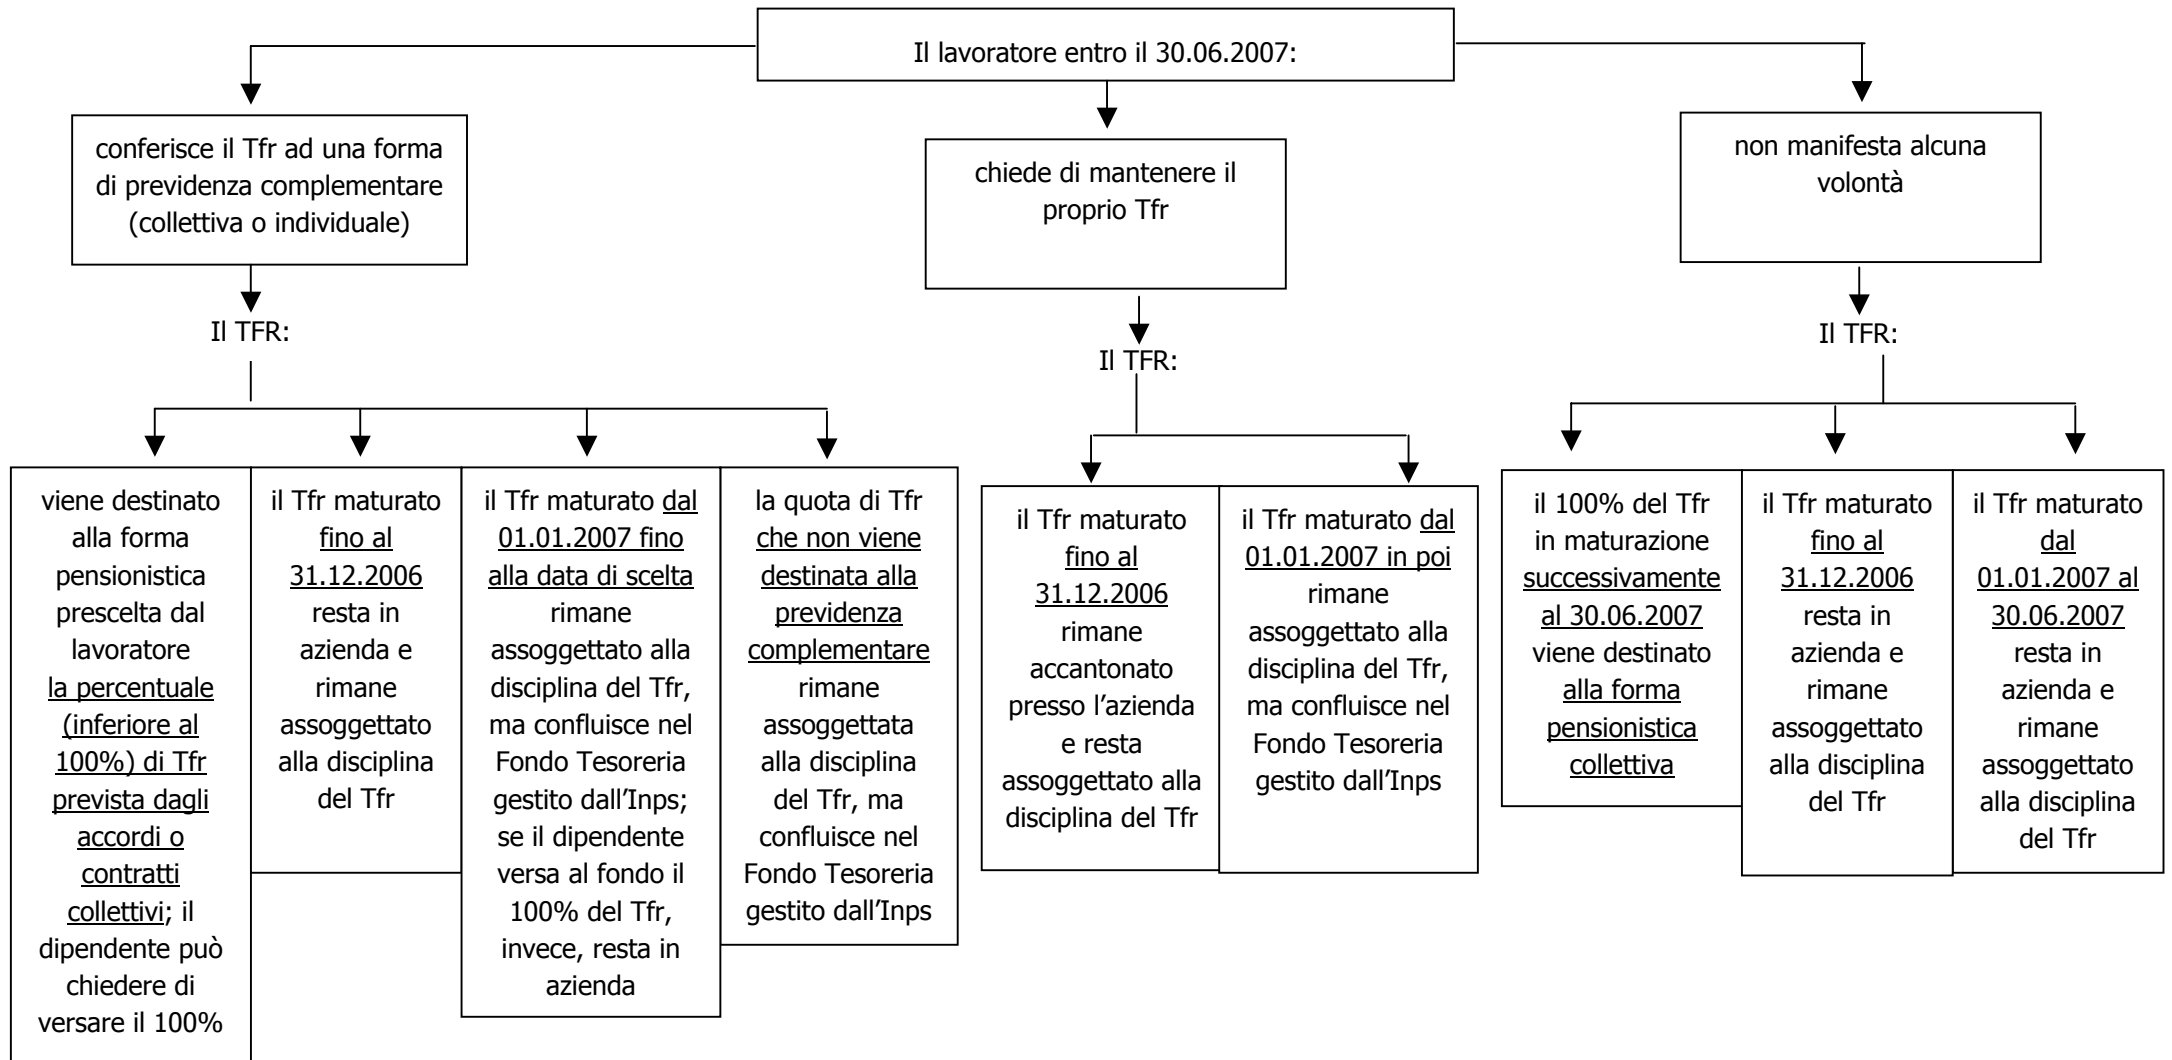 Il lavoratore entro il 30.06.2007:
conferisce il Tfr ad una forma
di previdenza complementare
(collettiva o individuale)
chiede di mantenere il
proprio Tfr
non manifesta alcuna
volontà
Il TFR:
Il TFR:
Il TFR:
viene destinato
alla forma
pensionistica
prescelta dal
lavoratore
la percentuale
(inferiore al
100%) di Tfr
prevista dagli
accordi o
contratti
collettivi; il
dipendente può
chiedere di
versare il 100%
il Tfr maturato
fino al
31.12.2006
resta in
azienda e
rimane
assoggettato
alla disciplina
del Tfr
il Tfr maturato dal
01.01.2007 fino
alla data di scelta
rimane
assoggettato alla
disciplina del Tfr,
ma confluisce nel
Fondo Tesoreria
gestito dall'Inps;
se il dipendente
versa al fondo il
100% del Tfr,
invece, resta in
azienda
la quota di Tfr
che non viene
destinata alla
previdenza
complementare
rimane
assoggettata
alla disciplina
del Tfr, ma
confluisce nel
Fondo Tesoreria
gestito dall'Inps
il Tfr maturato
fino al
31.12.2006
rimane
accantonato
presso l'azienda
e resta
assoggettato alla
disciplina del Tfr
il Tfr maturato dal
01.01.2007 in poi
rimane
assoggettato alla
disciplina del Tfr,
ma confluisce nel
Fondo Tesoreria
gestito dall'Inps
il 100% del Tfr
in maturazione
successivamente
al 30.06.2007
viene destinato
alla forma
pensionistica
collettiva
il Tfr maturato
fino al
31.12.2006
resta in
azienda e
rimane
assoggettato
alla disciplina
del Tfr
il Tfr maturato
dal
01.01.2007 al
30.06.2007
resta in
azienda e
rimane
assoggettato
alla disciplina
del Tfr